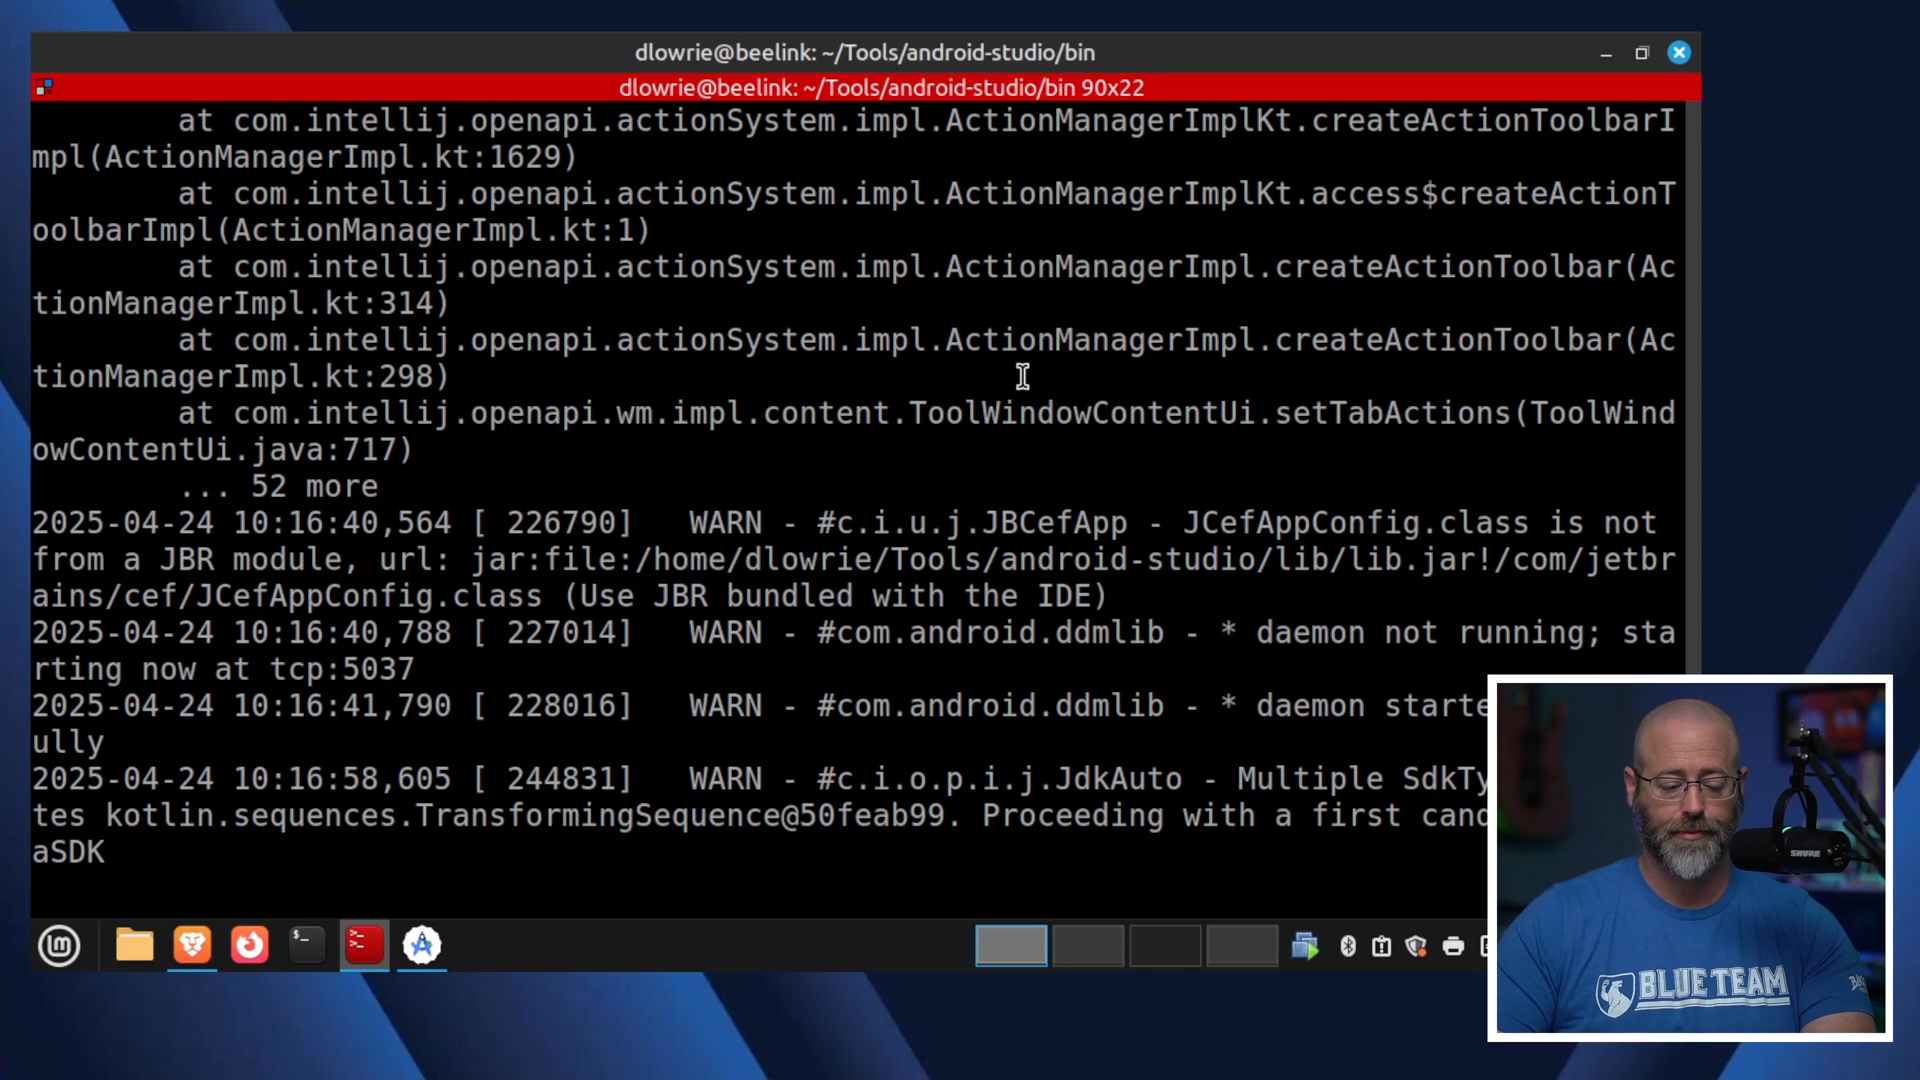 dlowrie@beelink: ~/Tools/android-studio/bin
dlowrie@beelink: ~/Tools/android-studio/bin 90x22
at com.intellij.openapi.actionSystem.impl.ActionManagerImplKt.createActionToolbarI
mpl(ActionManagerImpl.kt:1629)
at com.intellij.openapi.actionSystem.impl.ActionManagerImplKt.access$createActionT
oolbarImpl(ActionManagerImpl.kt:1)
at com.intellij.openapi.actionSystem.impl.ActionManagerImpl.createActionToolbar(Ac
tionManagerImpl.kt:314)
at com.intellij.openapi.actionSystem.impl.ActionManagerImpl.createActionToolbar(Ac
tionManagerImpl.kt:298)
at com.intellij.openapi.wm.impl.content.ToolWindowContentUi.setTabActions(ToolWind
owContentUi.java:717)
... 52 more
2025-04-24 10:16:40,564 [ 226790]   WARN - #c.i.u.j.JBCefApp - JCefAppConfig.class is not
from a JBR module, url: jar:file:/home/dlowrie/Tools/android-studio/lib/lib.jar!/com/jetbr
ains/cef/JCefAppConfig.class (Use JBR bundled with the IDE)
2025-04-24 10:16:40,788 [ 227014]   WARN - #com.android.ddmlib - * daemon not running; sta
rting now at tcp:5037
2025-04-24 10:16:41,790 [ 228016]   WARN - #com.android.ddmlib - * daemon starte
ully
2025-04-24 10:16:58,605 [ 244831]   WARN - #c.i.o.p.i.j.JdkAuto - Multiple SdkTy
tes kotlin.sequences.TransformingSequence@50feab99. Proceeding with a first cand
aSDK
SHURE
BLUE TEAM